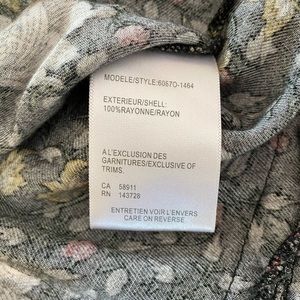 MODELE/STYLE:6067O-1464
EXTERIEUR/SHELL:
100%RAYONNE/RAYON
A L'EXCLUSION DES
GARNITURES/EXCLUSIVE OF
TRIMS.
CA 58911
RN 143728
ENTRETIEN VOIR L'ENVERS
CARE ON REVERSE